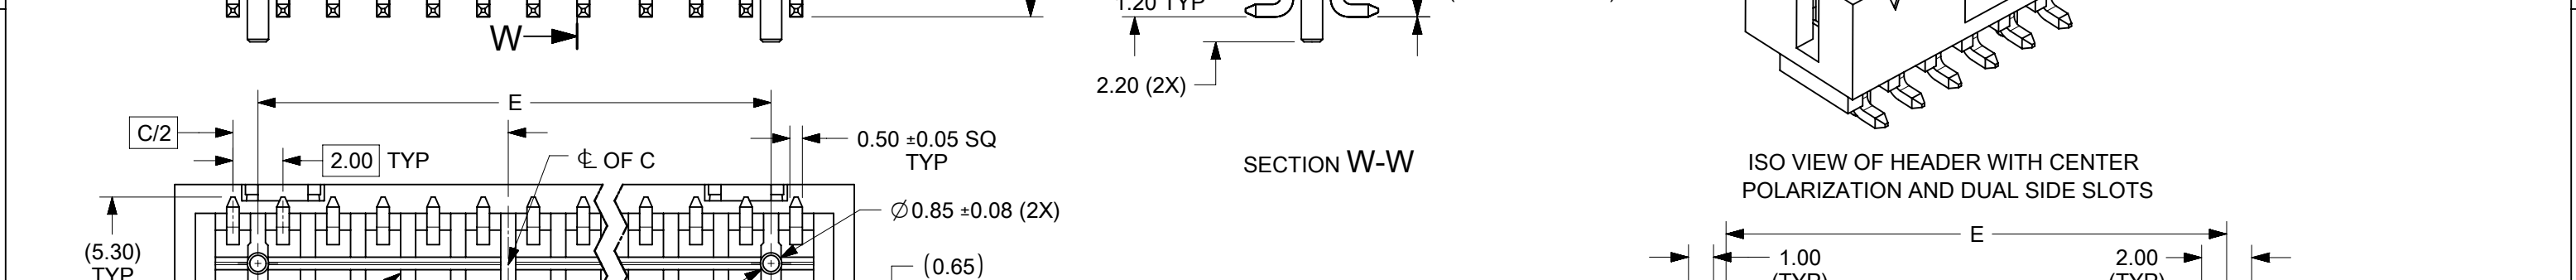 1.20 TYP
W
2.20 (2X)
E
C/2
0.50 ±0.05 SQ
TYP
2.00 TYP
℄ OF C
SECTION W-W
ISO VIEW OF HEADER WITH CENTER
POLARIZATION AND DUAL SIDE SLOTS
Ø0.85 ±0.08 (2X)
E
(5.30)
TYP
(0.65)
1.00
(TYP)
2.00
(TYP)